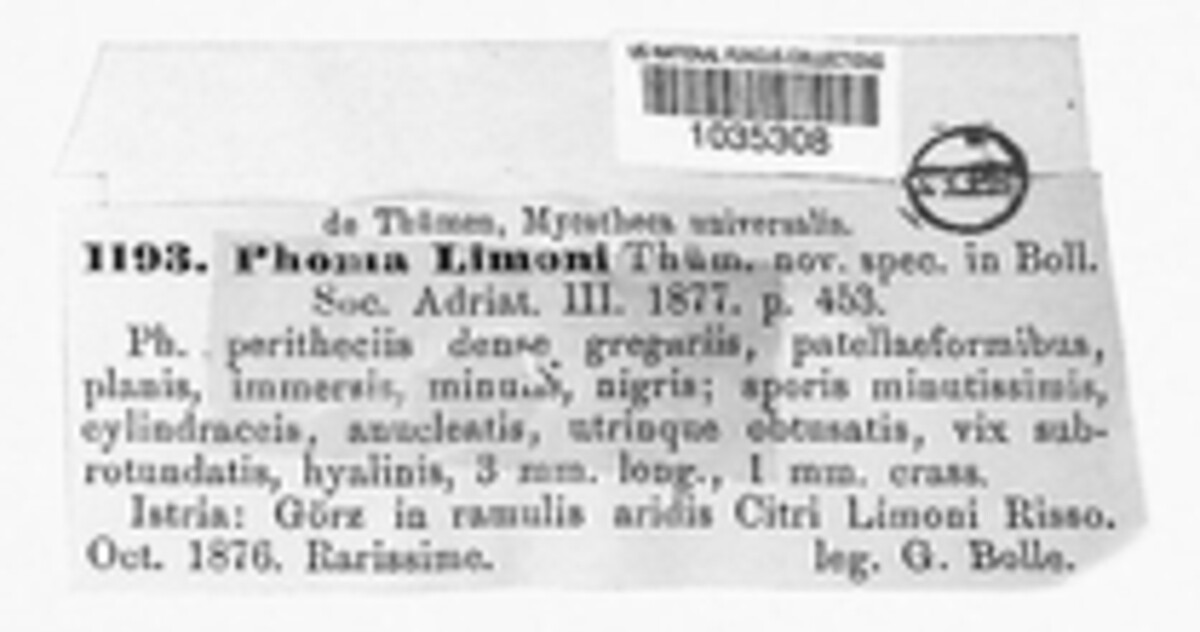 US NATIONAL FUNGUS COLLECTIONS
1035308
de Thümen, Mycotheca universalis.
1193. Phoma Limoni Thüm. nov. spec. in Boll.
Soc. Adriat. III. 1877. p. 453.
Ph. peritheciis dense gregariis, patellaeformibus,
planis, immersis, minutis, nigris; sporis minutissimis,
cylindraceis, anucleatis, utrinque obtusatis, vix sub-
rotundatis, hyalinis, 3 mm. long., 1 mm. crass.
Istria: Görz in ramulis aridis Citri Limoni Risso.
Oct. 1876. Rarissime.
leg. G. Bolle.